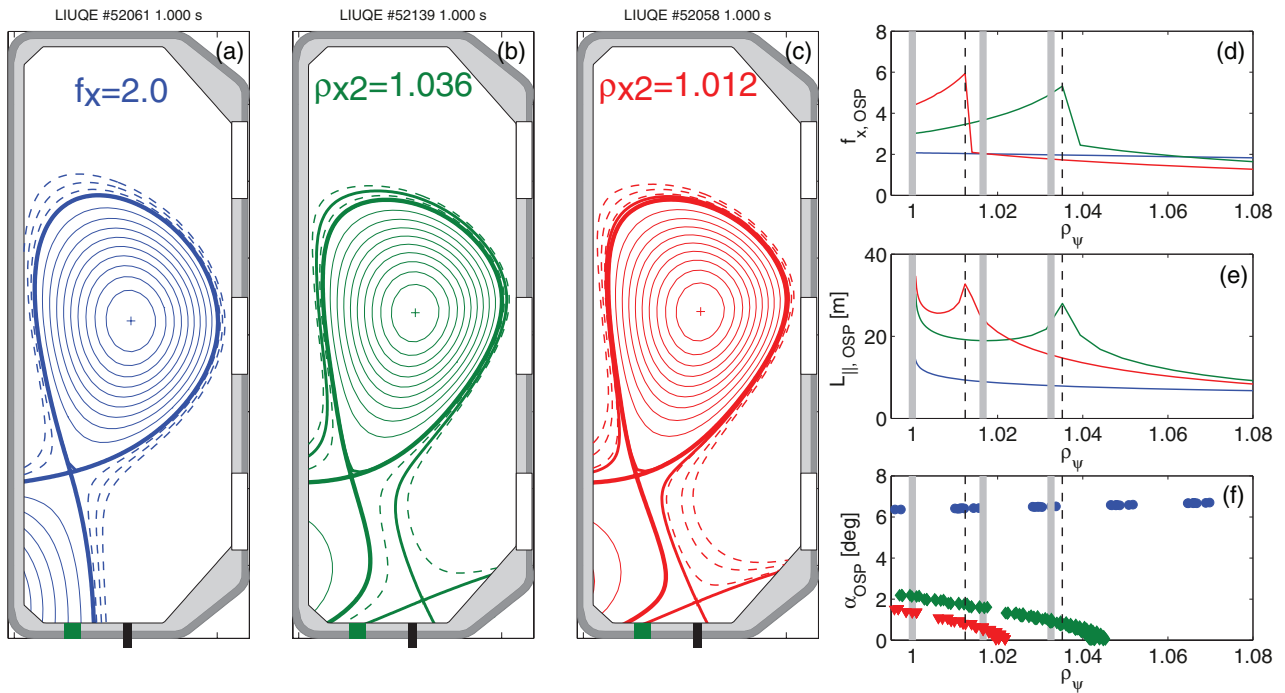 LIUQE #52061 1.000 s
(a)
fx=2.0
LIUQE #52139 1.000 s
(b)
ρx2=1.036
LIUQE #52058 1.000 s
(c)
ρx2=1.012
(d)
8
6
4
2
0
f x, OSP
1
1.02
1.04
1.06
1.08
ρψ
(e)
40
20
0
L||, OSP [m]
1
1.02
1.04
1.06
1.08
ρψ
(f)
8
6
4
2
0
αOSP [deg]
1
1.02
1.04
1.06
1.08
ρψ